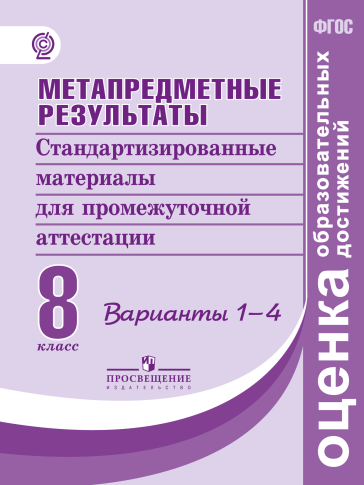 ФГОС
МЕТАПРЕДМЕТНЫЕ
РЕЗУЛЬТАТЫ
Стандартизированные
материалы
для промежуточной
аттестации
8
класс
Варианты 1–4
ПРОСВЕЩЕНИЕ
ИЗДАТЕЛЬСТВО
оценка
образовательных
достижений